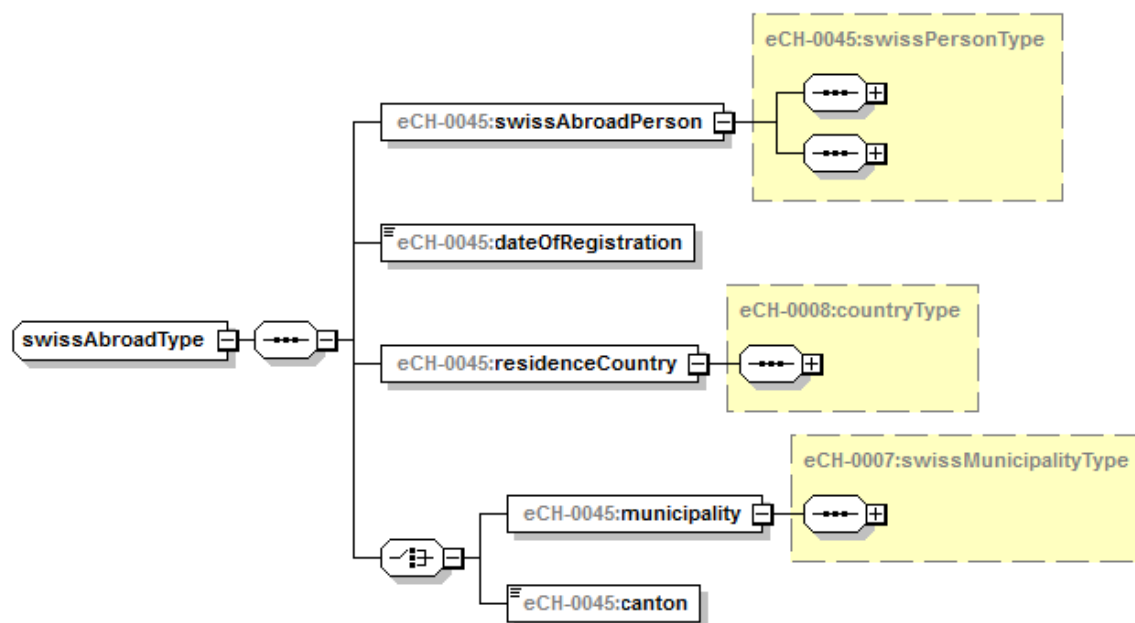 eCH-0045:swissPersonType
eCH-0045:swissAbroadPerson
eCH-0045:dateOfRegistration
eCH-0008:countryType
swissAbroadType
eCH-0045:residenceCountry
eCH-0007:swissMunicipalityType
eCH-0045:municipality
eCH-0045:canton